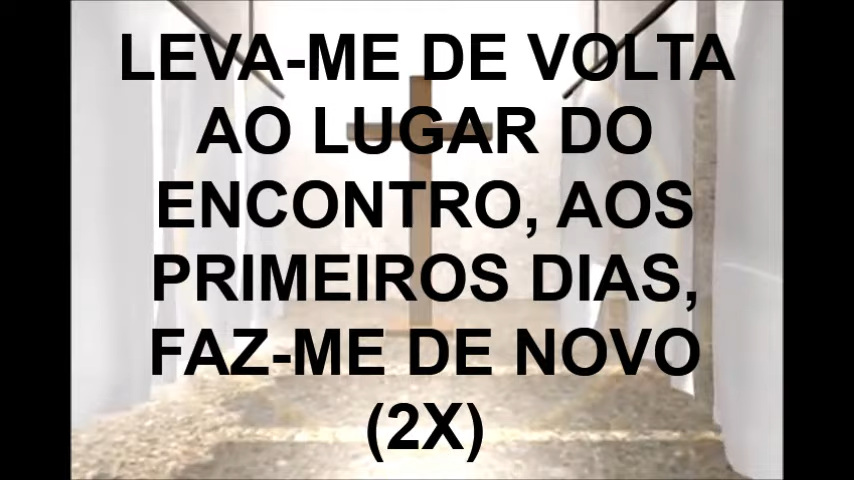 LEVA-ME DE VOLTA
AO LUGAR DO
ENCONTRO, AOS
PRIMEIROS DIAS,
FAZ-ME DE NOVO
(2X)